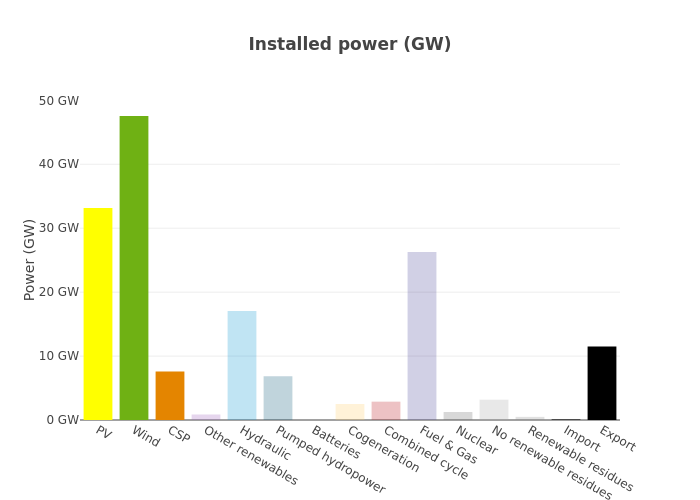 Installed power (GW)
50 GW
40 GW
30 GW
20 GW
10 GW
0 GW
Power (GW)
PV
Wind
CSP
Other renewables
Hydraulic
Pumped hydropower
Batteries
Cogeneration
Combined cycle
Fuel & Gas
Nuclear
No renewable residues
Renewable residues
Import
Export